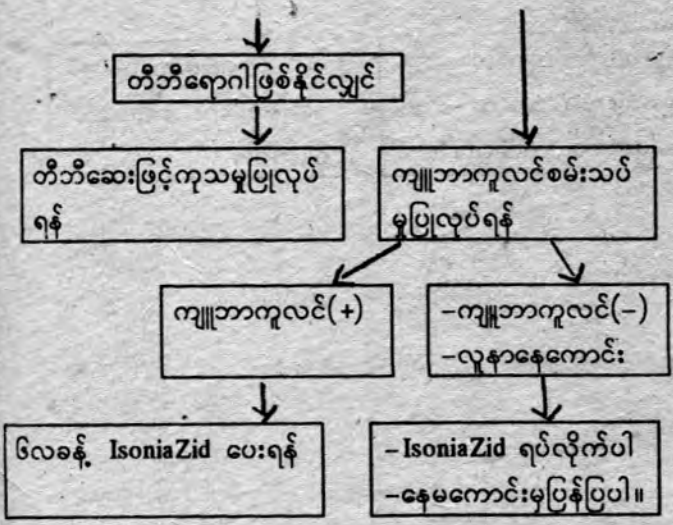 တီဘီရောဂါဖြစ်နိုင်လျှင်
တီဘီဆေးဖြင့်ကုသမှုပြုလုပ်
ရန်
ကျူဘာကူလင်စမ်းသပ်
မှုပြုလုပ်ရန်
ကျူဘာကူလင်(+)
–ကျူဘာကူလင်(–)
–လူနာနေကောင်း
၆လခန့် IsoniaZid ပေးရန်
– IsoniaZid ရပ်လိုက်ပါ
–နေမကောင်းမှပြန်ပြပါ။